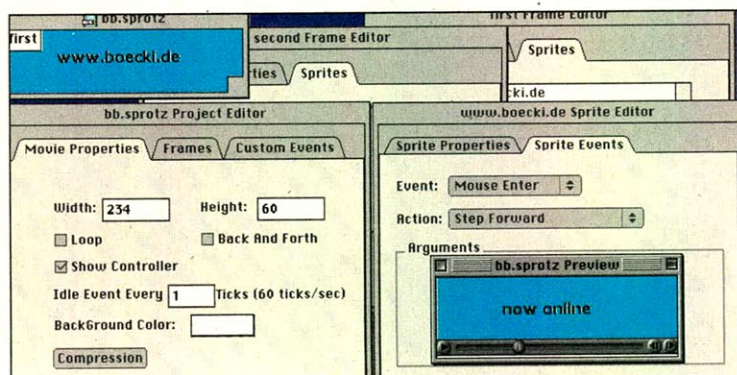 bb.sprotz
first
www.boecki.de
second Frame Editor
ties Sprites
first Frame Editor
Sprites
cki.de
bb.sprotz Project Editor
Movie Properties Frames Custom Events
Width: 234 Height: 60
Loop Back And Forth
Show Controller
Idle Event Every 1 Ticks (60 ticks/sec)
BackGround Color:
Compression
www.boecki.de Sprite Editor
Sprite Properties Sprite Events
Event: Mouse Enter
Action: Step Forward
Arguments
bb.sprotz Preview
now online